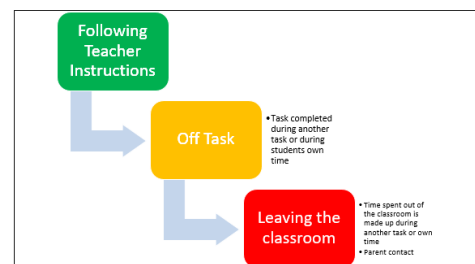 Following
Teacher
Instructions
Off Task
•Task completed
during another
task or during
students own
time
Leaving the
classroom
• Time spent out of
the classroom is
made up during
another task or own
time
• Parent contact